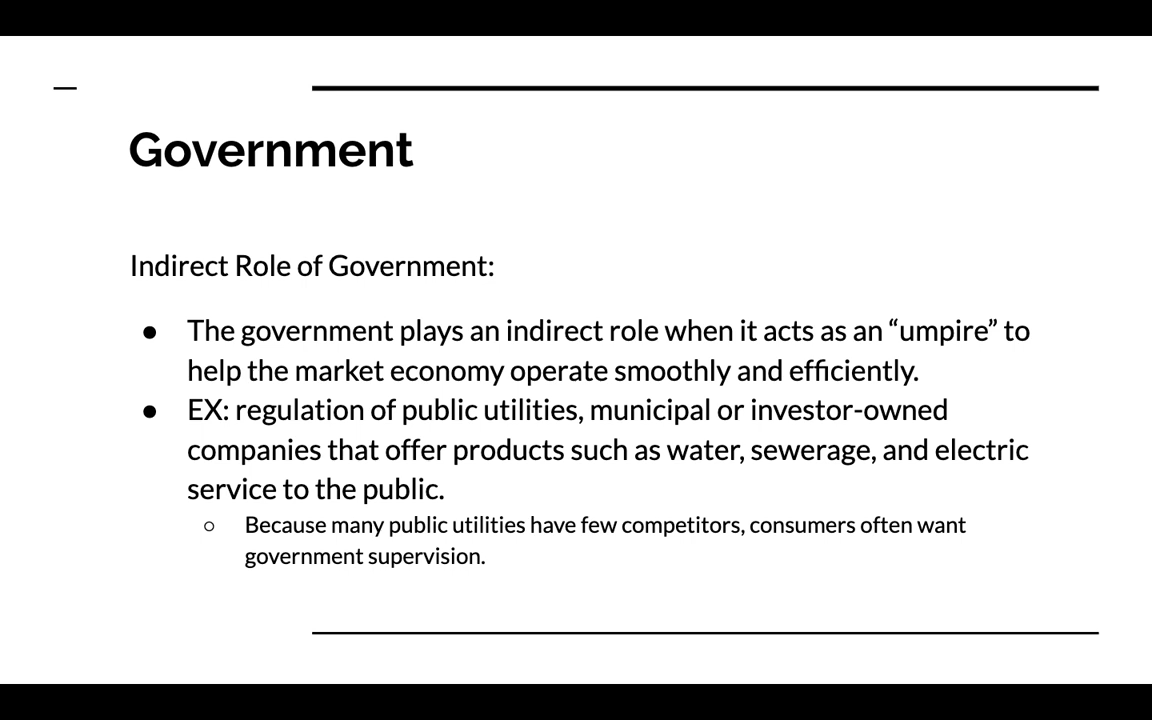 Government
Indirect Role of Government:
● The government plays an indirect role when it acts as an “umpire” to
help the market economy operate smoothly and efficiently.
● EX: regulation of public utilities, municipal or investor-owned
companies that offer products such as water, sewerage, and electric
service to the public.
○ Because many public utilities have few competitors, consumers often want
government supervision.